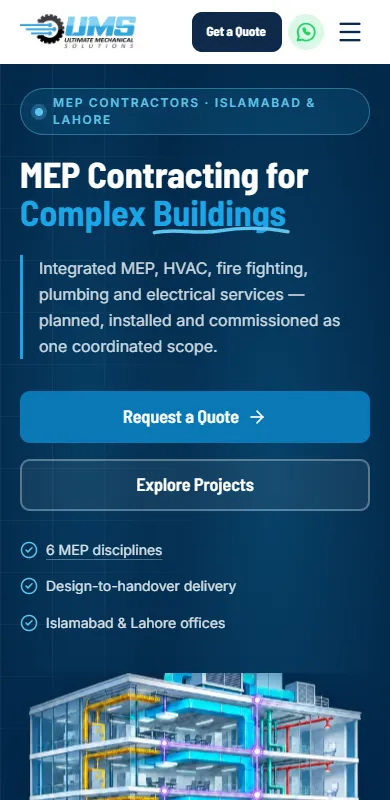 UMS
ULTIMATE MECHANICAL
SOLUTIONS
Get a Quote
MEP CONTRACTORS · ISLAMABAD &
LAHORE
MEP Contracting for
Complex Buildings
Integrated MEP, HVAC, fire fighting,
plumbing and electrical services —
planned, installed and commissioned as
one coordinated scope.
Request a Quote →
Explore Projects
6 MEP disciplines
Design-to-handover delivery
Islamabad & Lahore offices